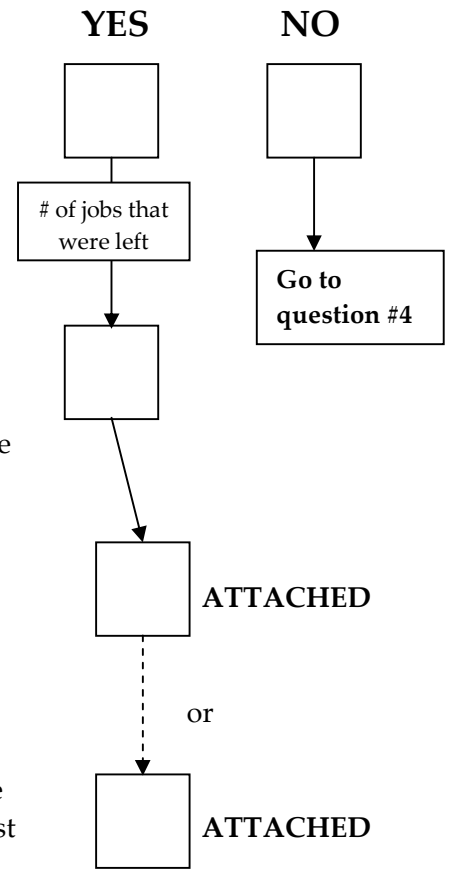 YES NO
# of jobs that
were left
Go to
question #4
ATTACHED
or
ATTACHED